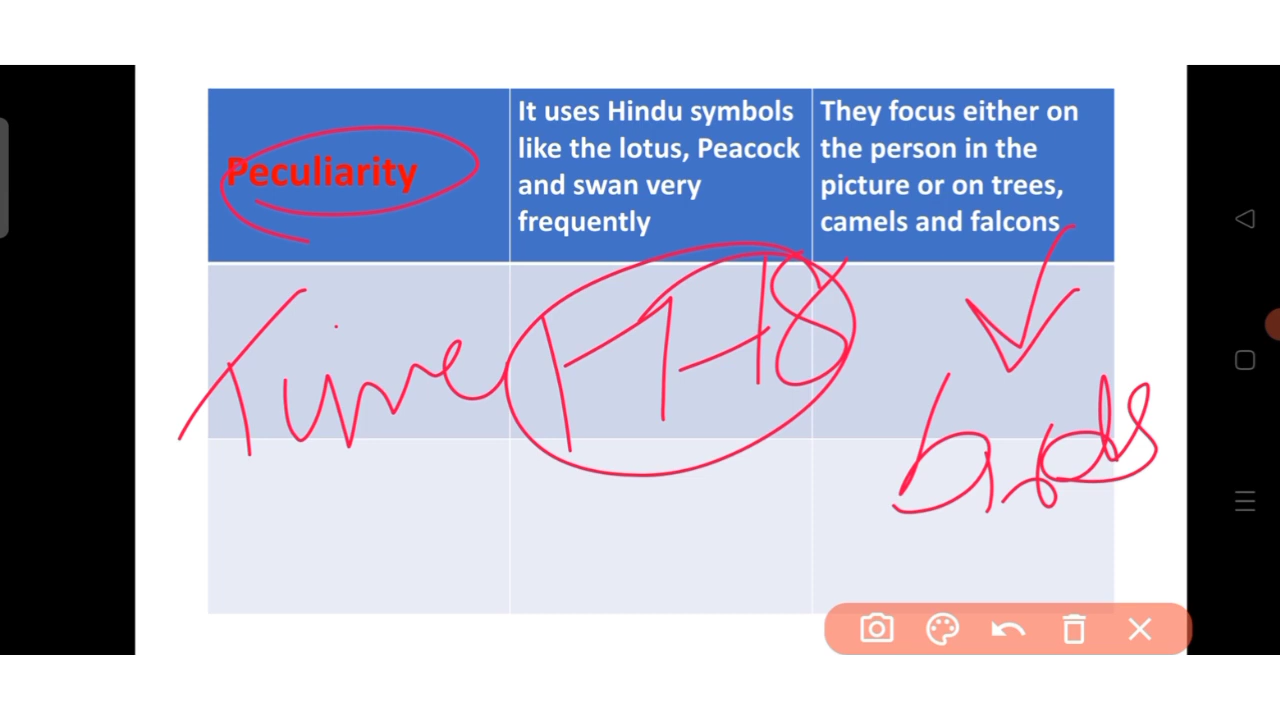 Peculiarity
It uses Hindu symbols
like the lotus, Peacock
and swan very
frequently
They focus either on
the person in the
picture or on trees,
camels and falcons
Time 17-18
birds